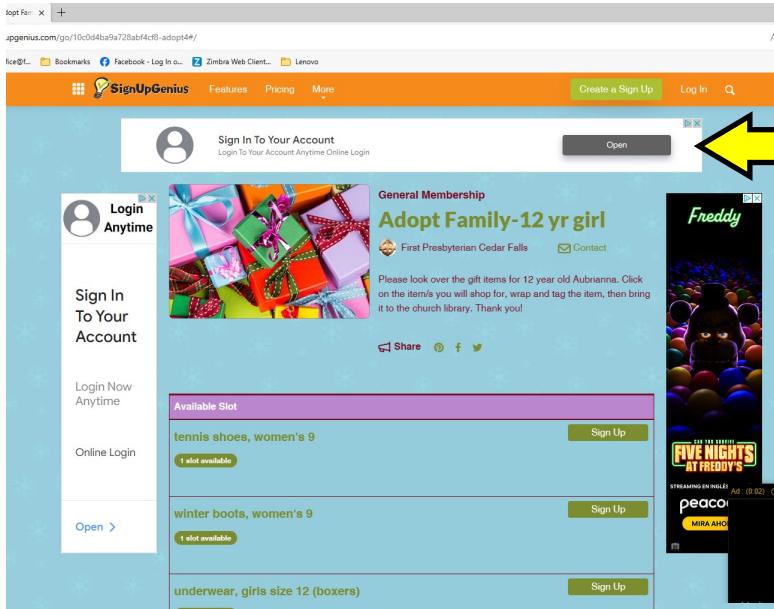 dopt Fam
upgenius.com/go/10c0d4ba9a728abf4cf8-adopt4#/
fice@f... Bookmarks Facebook - Log In o... Zimbra Web Client... Lenovo
SignUpGenius Features Pricing More Create a Sign Up Log In
Sign In To Your Account
Login To Your Account Anytime Online Login
Open
Login
Anytime
Sign In
To Your
Account
Login Now
Anytime
Online Login
Open
General Membership
Adopt Family-12 yr girl
First Presbyterian Cedar Falls Contact
Please look over the gift items for 12 year old Aubrianna. Click
on the item/s you will shop for, wrap and tag the item, then bring
it to the church library. Thank you!
Share
Available Slot
tennis shoes, women's 9 Sign Up
1 slot available
winter boots, women's 9 Sign Up
1 slot available
underwear, girls size 12 (boxers) Sign Up
Freddy
CAN YOU SURVIVE
FIVE NIGHTS
AT FREDDY'S
STREAMING EN INGLÉS
Ad : (0:02)
peaco
MIRA AHO